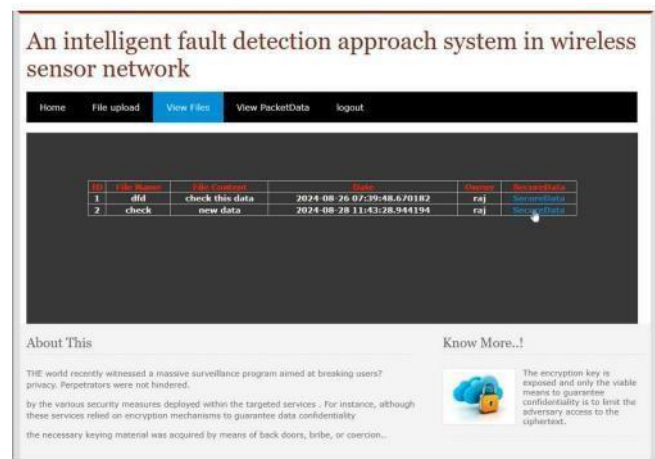 An intelligent fault detection approach system in wireless
sensor network
Home File upload View Files View PacketData logout
ID File Name File Content Date Owner SecureData
1 dfd check this data 2024-08-26 07:39:48.670182 raj SecureData
2 check new data 2024-08-28 11:43:28.944194 raj SecureData
About This
THE world recently witnessed a massive surveillance program aimed at breaking users?
privacy. Perpetrators were not hindered.
by the various security measures deployed within the targeted services . For instance, although
these services relied on encryption mechanisms to guarantee data confidentiality
the necessary keying material was acquired by means of back doors, bribe, or coercion..
Know More..!
The encryption key is
exposed and only the viable
means to guarantee
confidentiality is to limit the
adversary access to the
ciphertext.